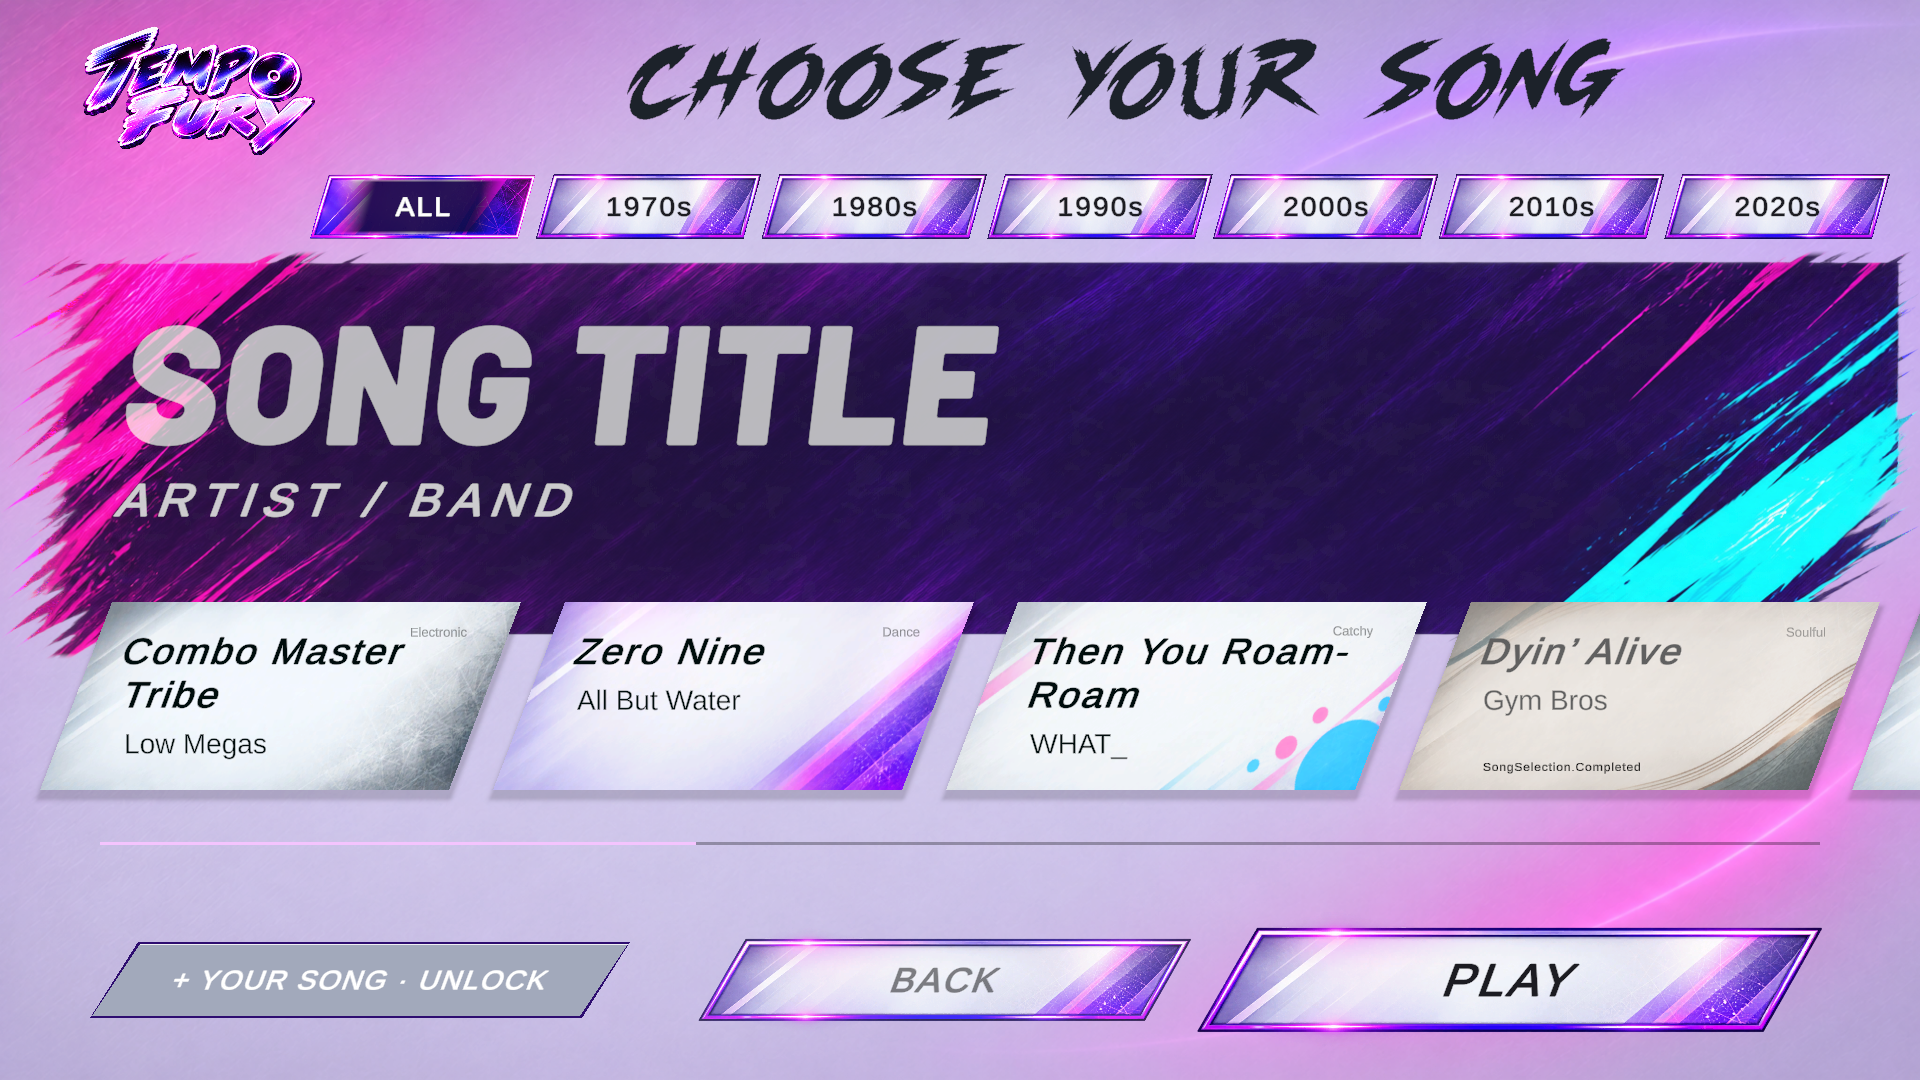 TEMPO
FURY
CHOOSE YOUR SONG
ALL
1970s
1980s
1990s
2000s
2010s
2020s
SONG TITLE
ARTIST / BAND
Electronic
Combo Master
Tribe
Low Megas
Dance
Zero Nine
All But Water
Catchy
Then You Roam-
Roam
WHAT_
Soulful
Dyin’ Alive
Gym Bros
SongSelection.Completed
+ YOUR SONG · UNLOCK
BACK
PLAY